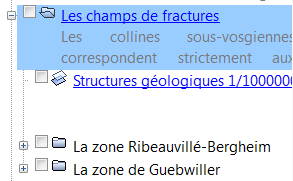 Les champs de fractures
Les collines sous-vosgiennes
correspondent strictement aux
Structures géologiques 1/1000000
La zone Ribeauvillé-Bergheim
La zone de Guebwiller